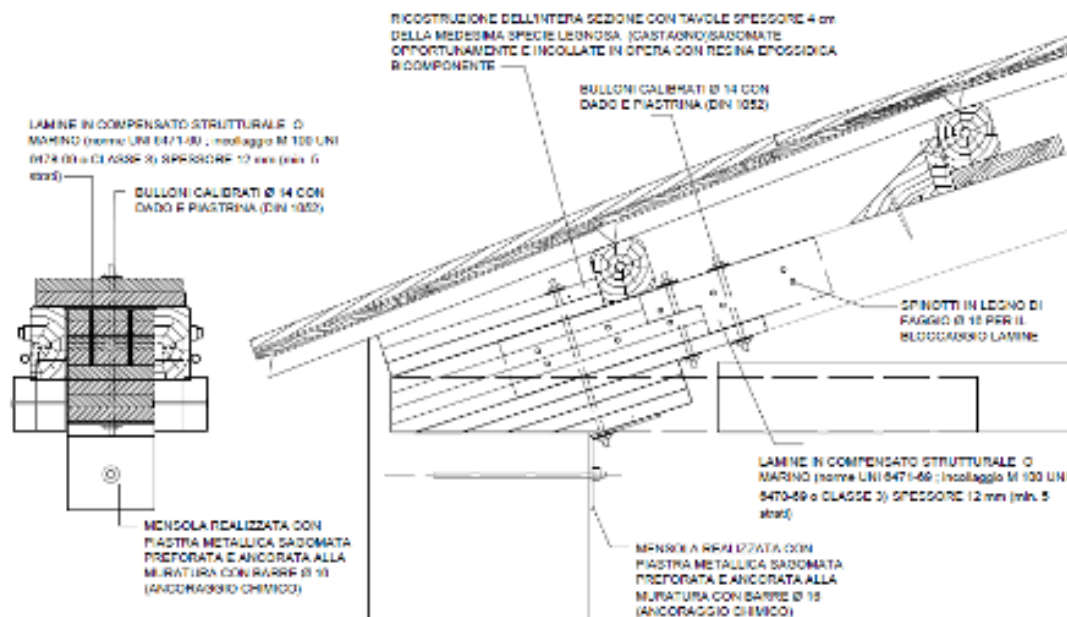 RICOSTRUZIONE DELL'INTERA SEZIONE CON TAVOLE SPESSORE 4 cm
DELLA MEDESIMA SPECIE LEGNOSA (CASTAGNO)SAGOMATE
OPPORTUNAMENTE E INCOLLATE IN OPERA CON RESINA EPOSSIDICA
BICOMPONENTE
BULLONI CALIBRATI Ø 14 CON
DADO E PIASTRINA (DIN 1052)
LAMINE IN COMPENSATO STRUTTURALE O
MARINO (norme UNI ; incollaggio M 100 UNI
o CLASSE 3) SPESSORE 12 mm (min. 5
strati)
BULLONI CALIBRATI Ø 14 CON
DADO E PIASTRINA (DIN 1052)
SPINOTTI IN LEGNO DI
FAGGIO Ø PER IL
BLOCCAGGIO LAMINE
LAMINE IN COMPENSATO STRUTTURALE O
MARINO (norme UNI 6471-69 ; incollaggio M 100 UNI
6470-69 o CLASSE 3) SPESSORE 12 mm (min. 5
strati)
MENSOLA REALIZZATA CON
PIASTRA METALLICA SAGOMATA
PREFORATA E ANCORATA ALLA
MURATURA CON BARRE Ø
(ANCORAGGIO CHIMICO)
MENSOLA REALIZZATA CON
PIASTRA METALLICA SAGOMATA
PREFORATA E ANCORATA ALLA
MURATURA CON BARRE Ø 16
(ANCORAGGIO CHIMICO)